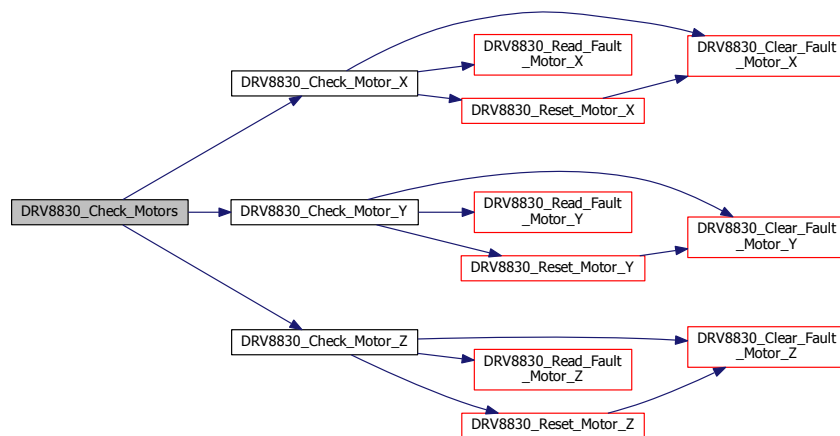 DRV8830_Check_Motors
DRV8830_Check_Motor_X
DRV8830_Read_Fault
_Motor_X
DRV8830_Reset_Motor_X
DRV8830_Clear_Fault
_Motor_X
DRV8830_Check_Motor_Y
DRV8830_Read_Fault
_Motor_Y
DRV8830_Reset_Motor_Y
DRV8830_Clear_Fault
_Motor_Y
DRV8830_Check_Motor_Z
DRV8830_Read_Fault
_Motor_Z
DRV8830_Reset_Motor_Z
DRV8830_Clear_Fault
_Motor_Z